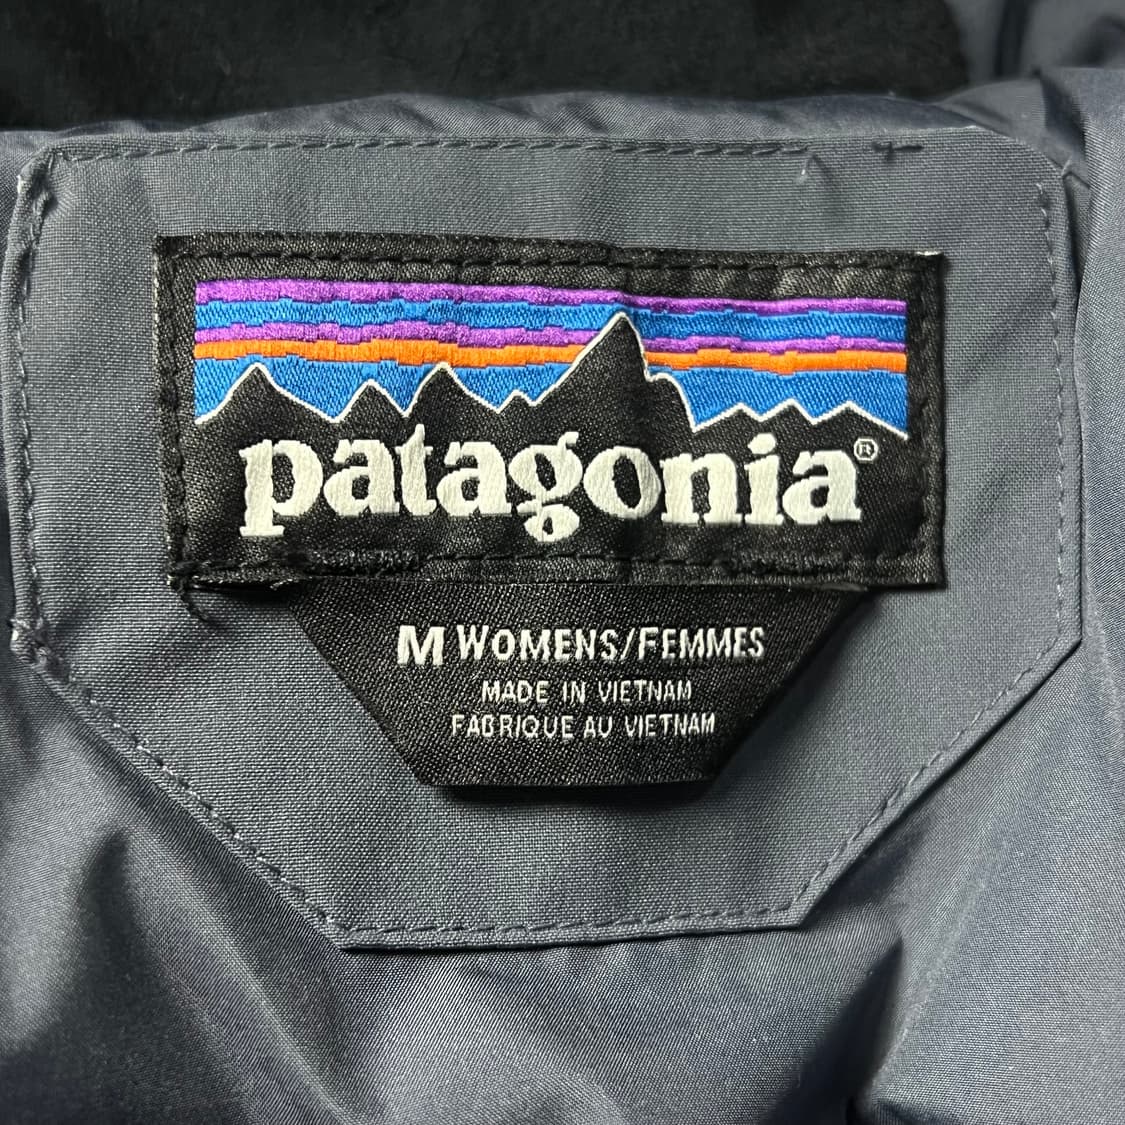 patagonia®
M WOMENS/FEMMES
MADE IN VIETNAM
FABRIQUE AU VIETNAM